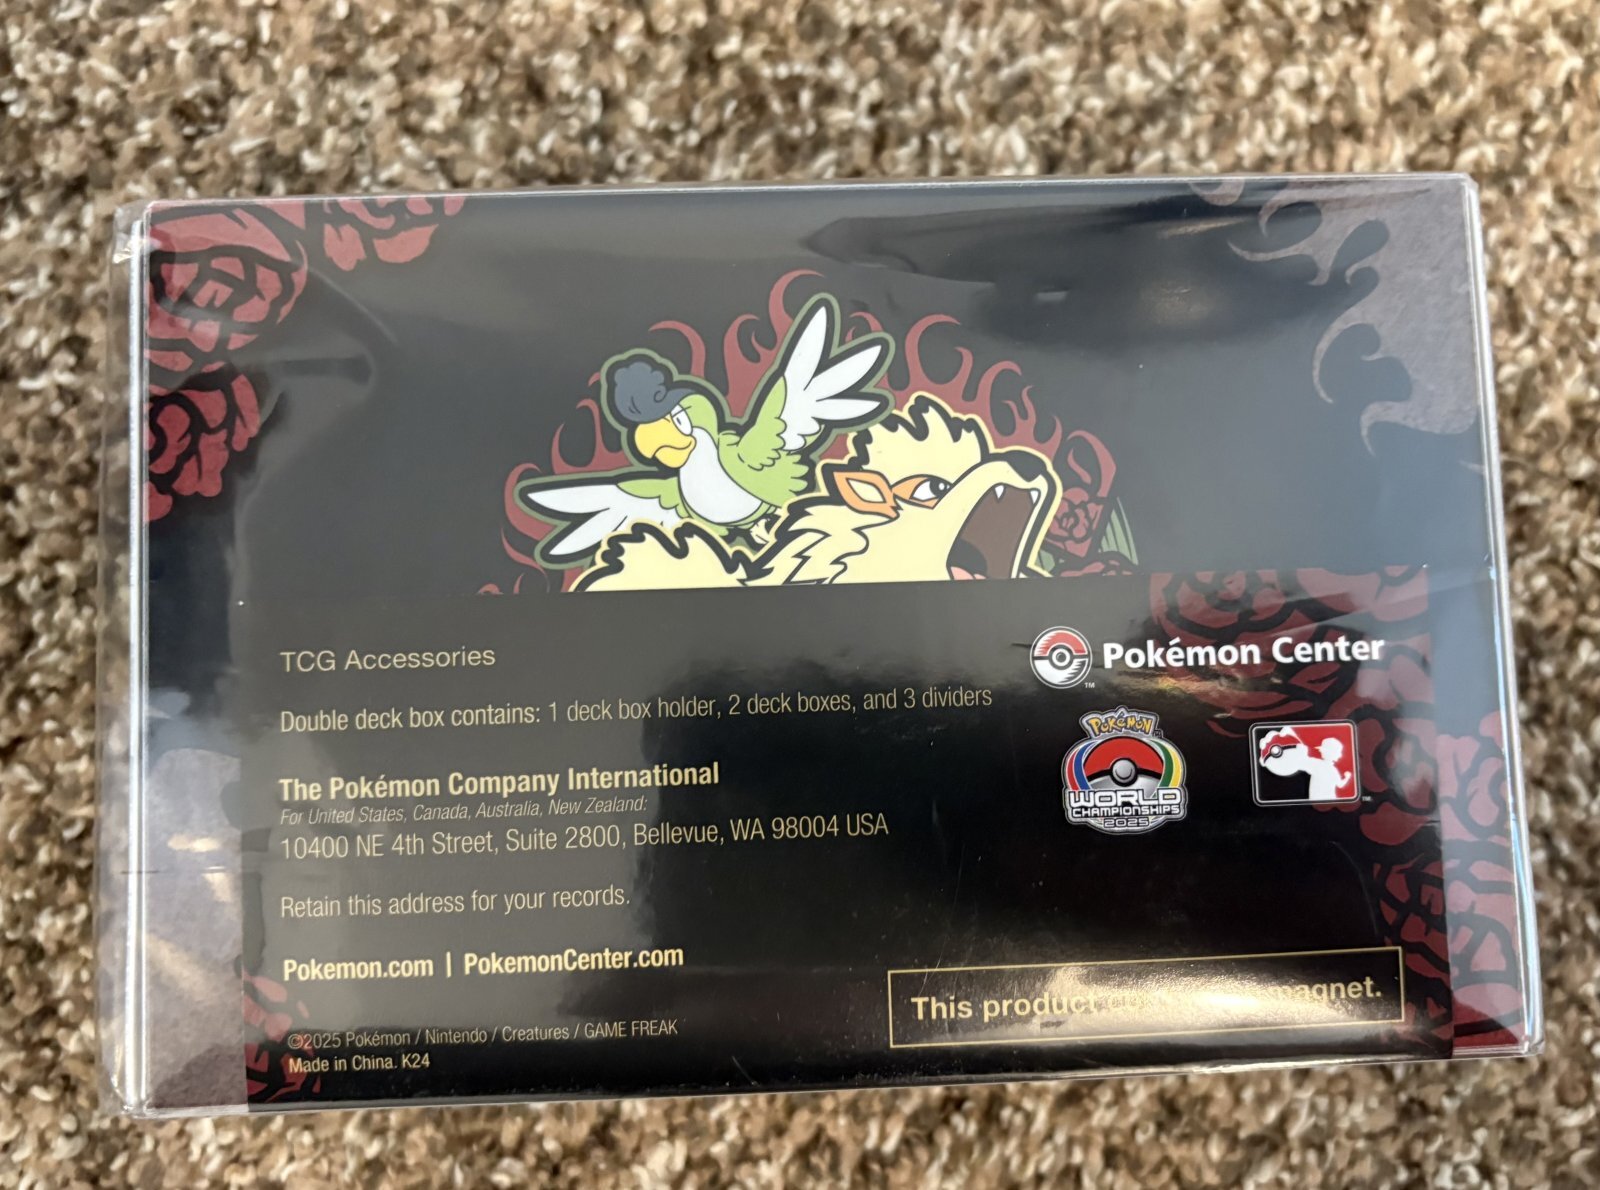 TCG Accessories
Double deck box contains: 1 deck box holder, 2 deck boxes, and 3 dividers
The Pokémon Company International
For United States, Canada, Australia, New Zealand:
10400 NE 4th Street, Suite 2800, Bellevue, WA 98004 USA
Retain this address for your records.
Pokemon.com | PokemonCenter.com
©2025 Pokémon / Nintendo / Creatures / GAME FREAK
Made in China. K24
Pokémon Center
TM
POKÉMON
WORLD
CHAMPIONSHIPS
2025
TM
This product magnet.